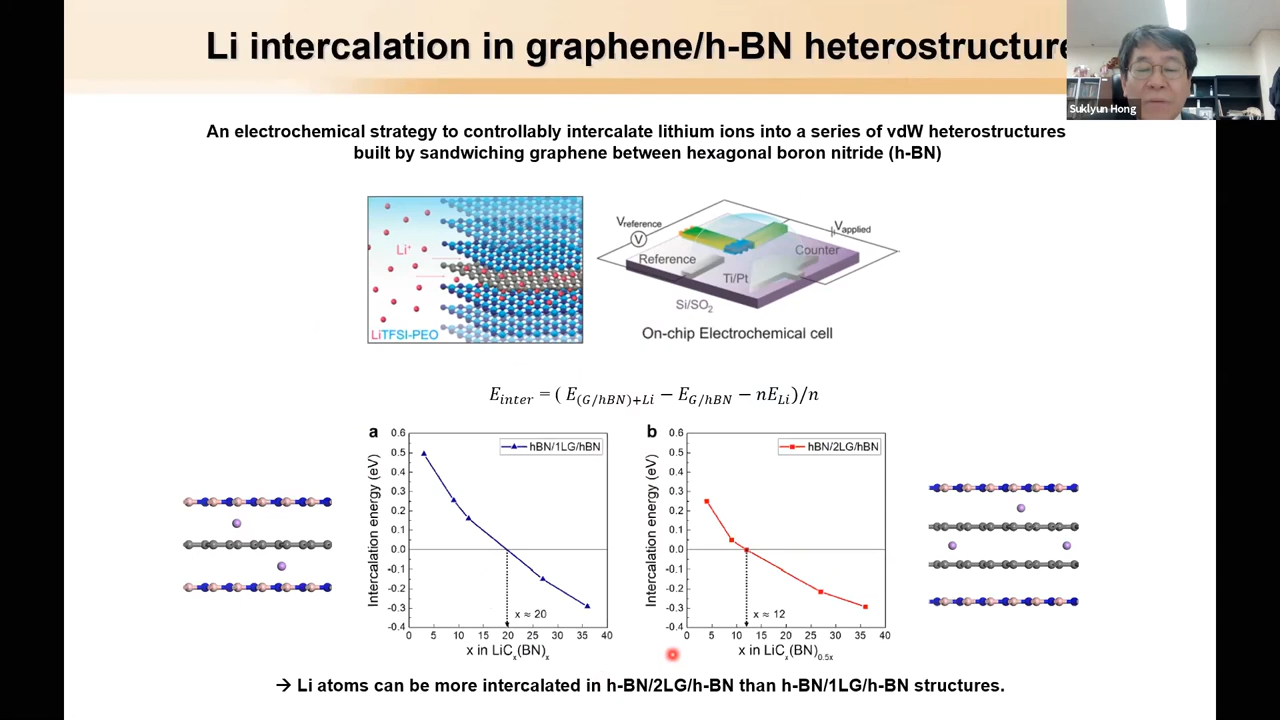 Li intercalation in graphene/h-BN heterostructure
Suklyun Hong
An electrochemical strategy to controllably intercalate lithium ions into a series of vdW heterostructures
built by sandwiching graphene between hexagonal boron nitride (h-BN)
Li⁺
LiTFSI-PEO
Vreference
V
Vapplied
Reference
Counter
Ti/Pt
Si/SO₂
On-chip Electrochemical cell
E_inter = ( E_(G/hBN)+Li − E_G/hBN − nE_Li)/n
a
hBN/1LG/hBN
Intercalation energy (eV)
0.6
0.5
0.4
0.3
0.2
0.1
0.0
-0.1
-0.2
-0.3
-0.4
x ≈ 20
0 5 10 15 20 25 30 35 40
x in LiCₓ(BN)ₓ
b
hBN/2LG/hBN
Intercalation energy (eV)
0.6
0.5
0.4
0.3
0.2
0.1
0.0
-0.1
-0.2
-0.3
-0.4
x ≈ 12
0 5 10 15 20 25 30 35 40
x in LiCₓ(BN)₀.₅ₓ
→ Li atoms can be more intercalated in h-BN/2LG/h-BN than h-BN/1LG/h-BN structures.